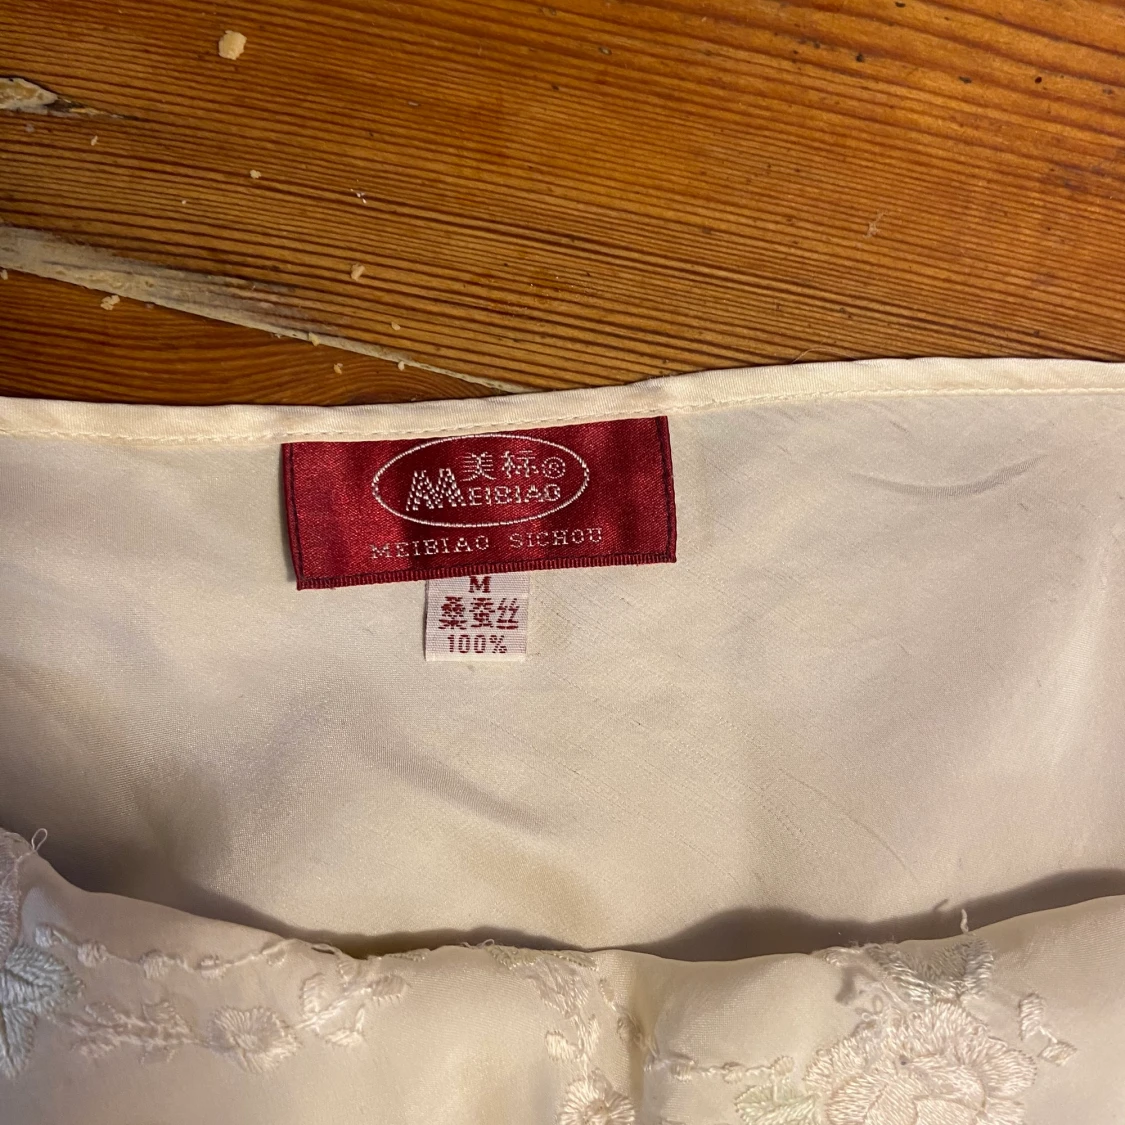 美标®
MEIBIAO
MEIBIAO SICHOU
M
桑蚕丝
100%